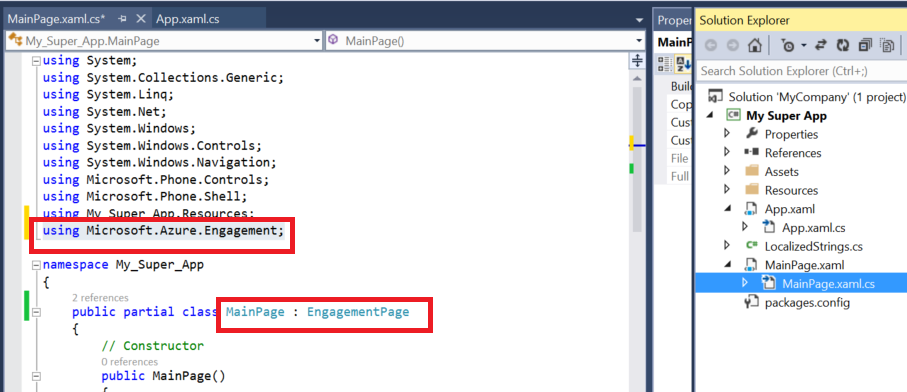 MainPage.xaml.cs*
App.xaml.cs
My_Super_App.MainPage
MainPage()
using System;
using System.Collections.Generic;
using System.Linq;
using System.Net;
using System.Windows;
using System.Windows.Controls;
using System.Windows.Navigation;
using Microsoft.Phone.Controls;
using Microsoft.Phone.Shell;
using My_Super_App.Resources;
using Microsoft.Azure.Engagement;
namespace My_Super_App
{
2 references
public partial class MainPage : EngagementPage
{
// Constructor
0 references
public MainPage()
Proper
MainP
Buil
Cop
Cust
Cust
File
Full
Solution Explorer
Search Solution Explorer (Ctrl+;)
Solution 'MyCompany' (1 project)
C# My Super App
Properties
References
Assets
Resources
App.xaml
App.xaml.cs
C# LocalizedStrings.cs
MainPage.xaml
MainPage.xaml.cs
packages.config